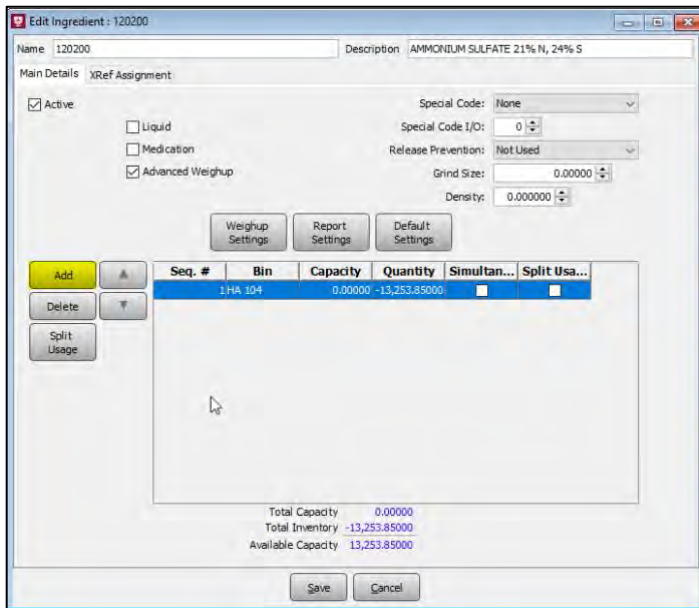 Edit Ingredient : 120200
Name 120200 Description AMMONIUM SULFATE 21% N, 24% S
Main Details XRef Assignment
Active Special Code: None
Liquid Special Code I/O: 0
Medication Release Prevention: Not Used
Advanced Weighup Grind Size: 0.00000
Density: 0.000000
Weighup Settings Report Settings Default Settings
Add Seq. # Bin Capacity Quantity Simultan... Split Usa...
1 HA 104 0.00000 -13,253.85000
Delete
Split Usage
Total Capacity 0.00000
Total Inventory -13,253.85000
Available Capacity 13,253.85000
Save Cancel